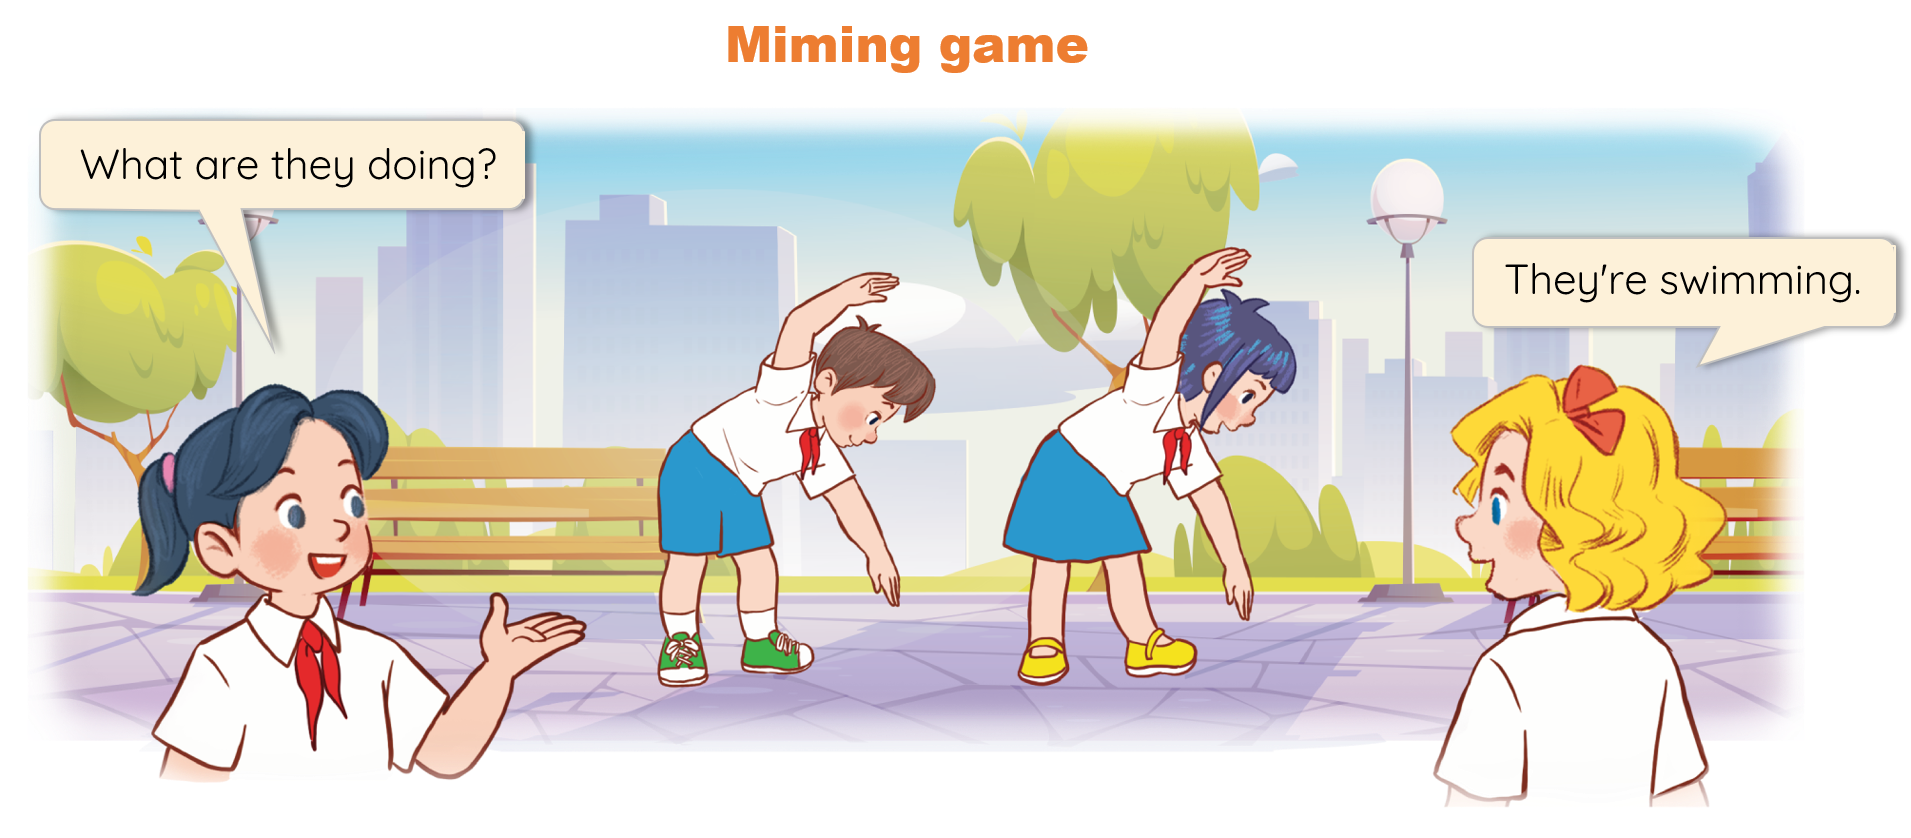 Miming game
What are they doing?
They're swimming.